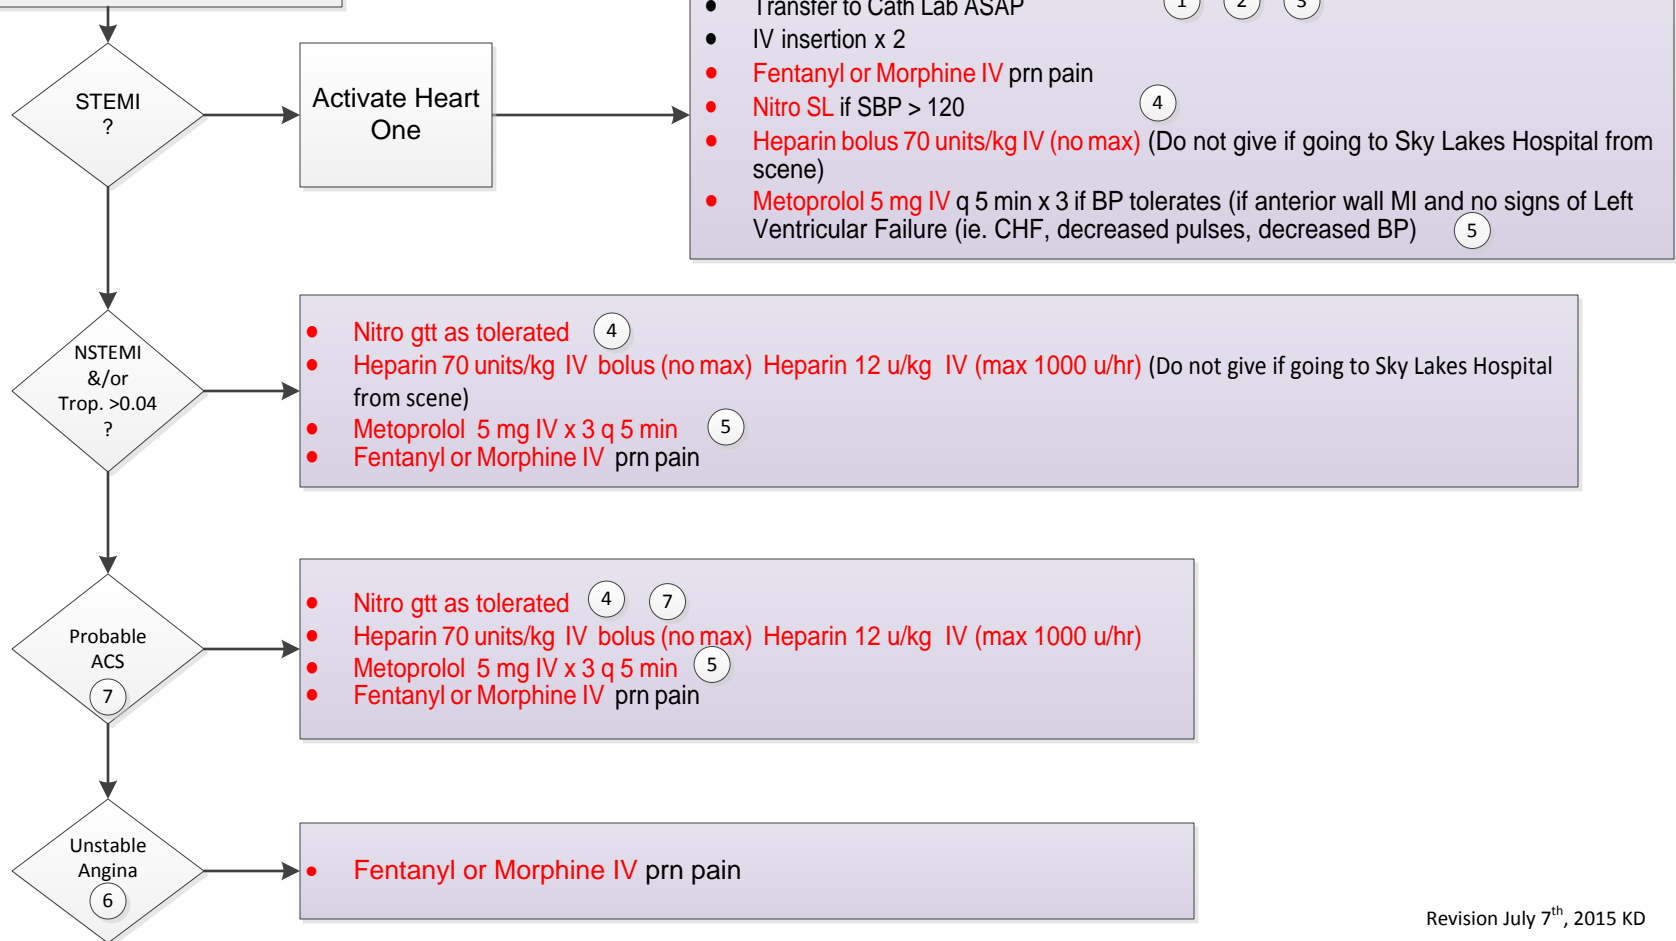 • Transfer to Cath Lab ASAP 1 2 3
• IV insertion x 2
• Fentanyl or Morphine IV prn pain
• Nitro SL if SBP > 120 4
• Heparin bolus 70 units/kg IV (no max) (Do not give if going to Sky Lakes Hospital from
scene)
• Metoprolol 5 mg IV q 5 min x 3 if BP tolerates (if anterior wall MI and no signs of Left
Ventricular Failure (ie. CHF, decreased pulses, decreased BP) 5
STEMI
?
Activate Heart
One
NSTEMI
&/or
Trop. >0.04
?
• Nitro gtt as tolerated 4
• Heparin 70 units/kg IV bolus (no max) Heparin 12 u/kg IV (max 1000 u/hr) (Do not give if going to Sky Lakes Hospital
from scene)
• Metoprolol 5 mg IV x 3 q 5 min 5
• Fentanyl or Morphine IV prn pain
Probable
ACS
7
• Nitro gtt as tolerated 4 7
• Heparin 70 units/kg IV bolus (no max) Heparin 12 u/kg IV (max 1000 u/hr)
• Metoprolol 5 mg IV x 3 q 5 min 5
• Fentanyl or Morphine IV prn pain
Unstable
Angina
6
• Fentanyl or Morphine IV prn pain
Revision July 7th, 2015 KD